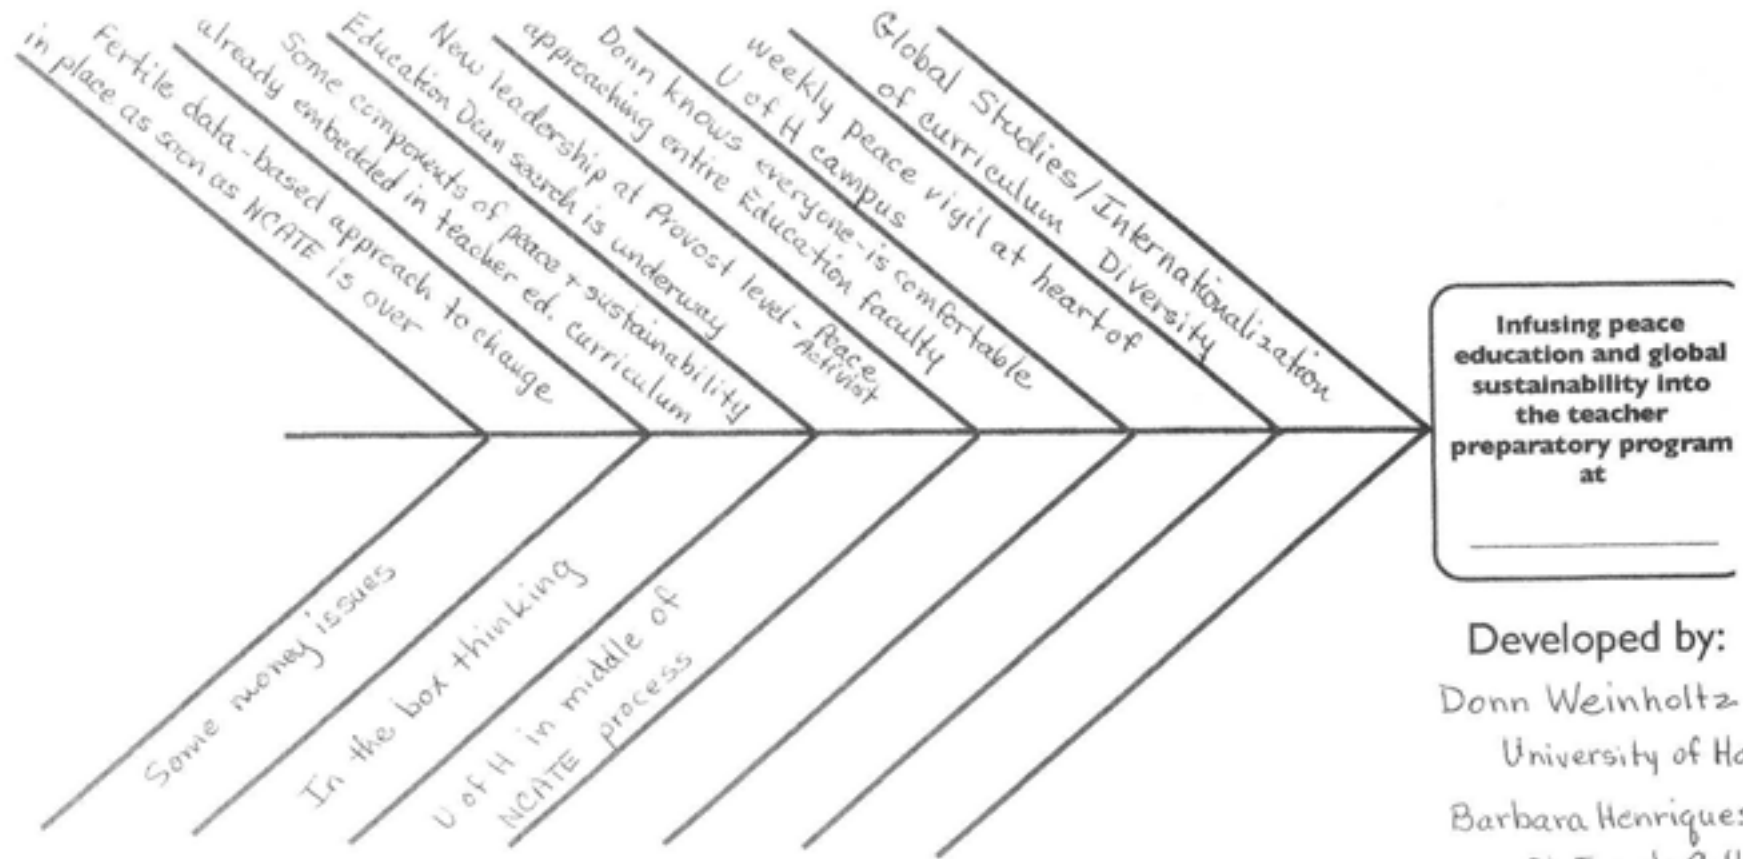 in place as soon as NCATE is over
Fertile data-based approach to change
already embedded in teacher ed. curriculum
Some components of peace + sustainability
Education Dean search is underway
New leadership at Provost level - Peace
Activist
approaching entire Education faculty
Donn knows everyone - is comfortable
U of H campus
weekly peace vigil at heart of
of curriculum Diversity
Global Studies/Internationalization
Some money issues
In the box thinking
U of H in middle of
NCATE process
Infusing peace
education and global
sustainability into
the teacher
preparatory program
at
Developed by:
Donn Weinholtz
University of Ha
Barbara Henriques